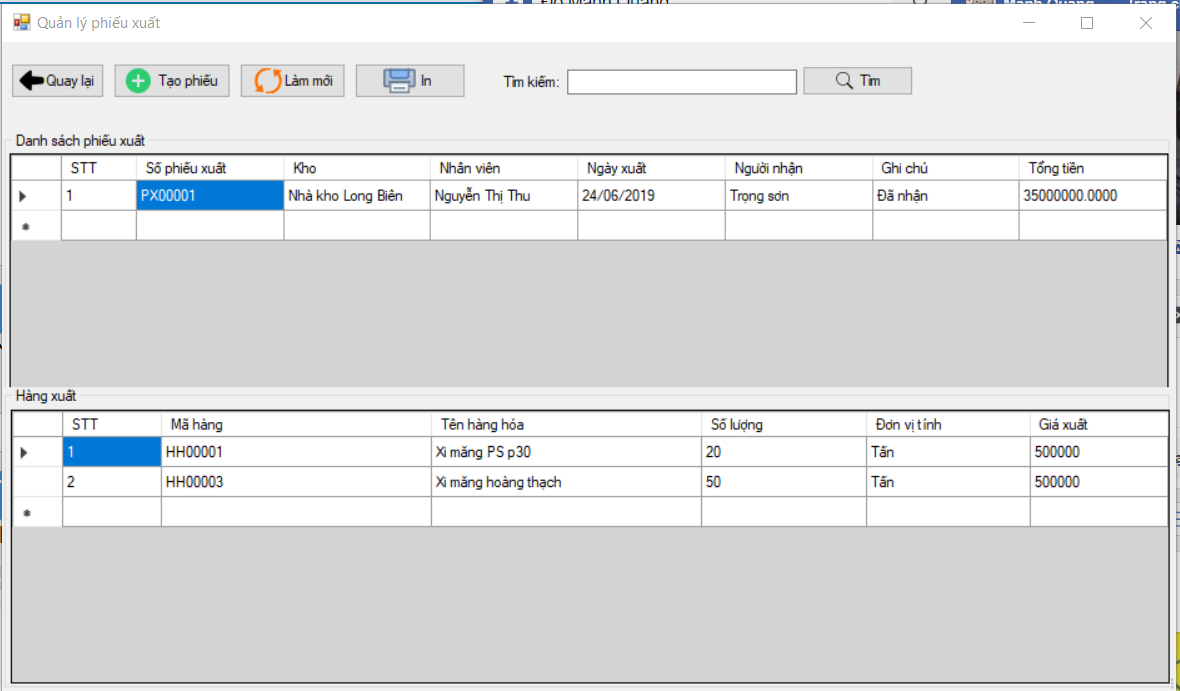 Quản lý phiếu xuất
Quay lại Tạo phiếu Làm mới In Tìm kiếm: Tìm
Danh sách phiếu xuất
STT Số phiếu xuất Kho Nhân viên Ngày xuất Người nhận Ghi chú Tổng tiền
1 PX00001 Nhà kho Long Biên Nguyễn Thị Thu 24/06/2019 Trọng sơn Đã nhận 35000000.0000
Hàng xuất
STT Mã hàng Tên hàng hóa Số lượng Đơn vị tính Giá xuất
1 HH00001 Xi măng PS p30 20 Tấn 500000
2 HH00003 Xi măng hoàng thạch 50 Tấn 500000